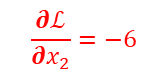 ∂ℒ/∂x₂ = −6